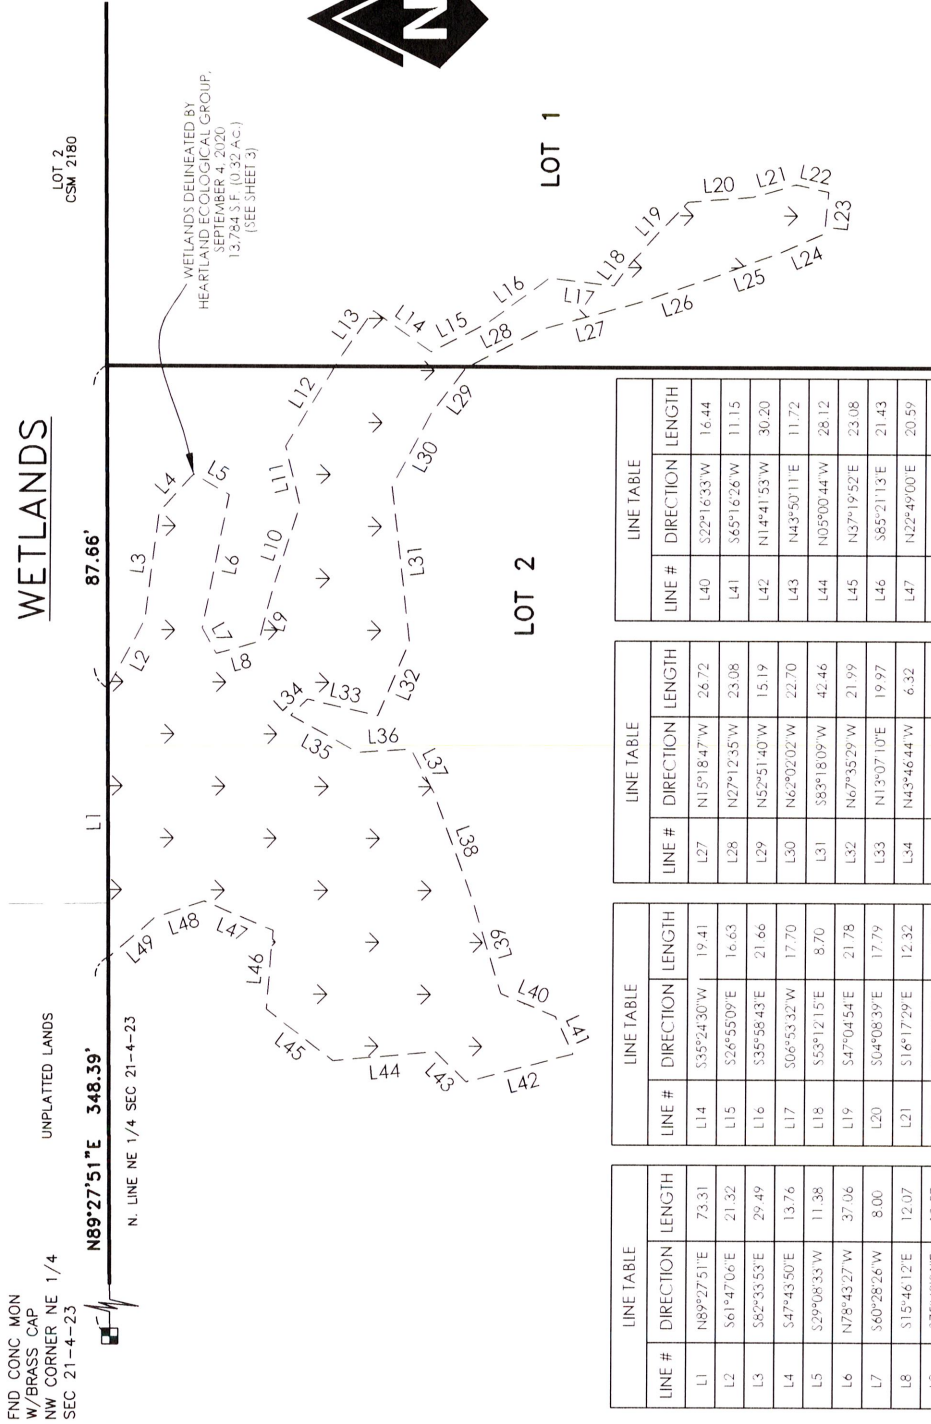 WETLANDS
FND CONC MON
W/BRASS CAP
NW CORNER NE 1/4
SEC 21-4-23
UNPLATTED LANDS
N89°27'51"E 348.39'
N. LINE NE 1/4 SEC 21-4-23
L1
87.66'
LOT 2
CSM 2180
WETLANDS DELINEATED BY
HEARTLAND ECOLOGICAL GROUP,
SEPTEMBER 4, 2020
13,784 S.F. (0.32 Ac.)
(SEE SHEET 3)
N
LOT 1
LOT 2
L2
L3
L4
L5
L6
L7
L8
L9
L10
L11
L12
L13
L14
L15
L16
L17
L18
L19
L20
L21
L22
L23
L24
L25
L26
L27
L28
L29
L30
L31
L32
L33
L34
L35
L36
L37
L38
L39
L40
L41
L42
L43
L44
L45
L46
L47
L48
L49
LINE TABLE
LINE # DIRECTION LENGTH
L1 N89°27'51"E 73.31
L2 S61°47'06"E 21.32
L3 S82°33'53"E 29.49
L4 S47°43'50"E 13.76
L5 S29°08'33"W 11.38
L6 N78°43'27"W 37.06
L7 S60°28'26"W 8.00
L8 S15°46'12"E 12.07
LINE TABLE
LINE # DIRECTION LENGTH
L14 S35°24'30"W 19.41
L15 S26°55'09"E 16.63
L16 S35°58'43"E 21.66
L17 S06°53'32"W 17.70
L18 S53°12'15"E 8.70
L19 S47°04'54"E 21.78
L20 S04°08'39"E 17.79
L21 S16°17'29"E 12.32
LINE TABLE
LINE # DIRECTION LENGTH
L27 N15°18'47"W 26.72
L28 N27°12'35"W 23.08
L29 N52°51'40"W 15.19
L30 N62°02'02"W 22.70
L31 S83°18'09"W 42.46
L32 N67°35'29"W 21.99
L33 N13°07'10"E 19.97
L34 N43°46'44"W 6.32
LINE TABLE
LINE # DIRECTION LENGTH
L40 S22°16'33"W 16.44
L41 S65°16'26"W 11.15
L42 N14°41'53"W 30.20
L43 N43°50'11"E 11.72
L44 N05°00'44"W 28.12
L45 N37°19'52"E 23.08
L46 S85°21'13"E 21.43
L47 N22°49'00"E 20.59